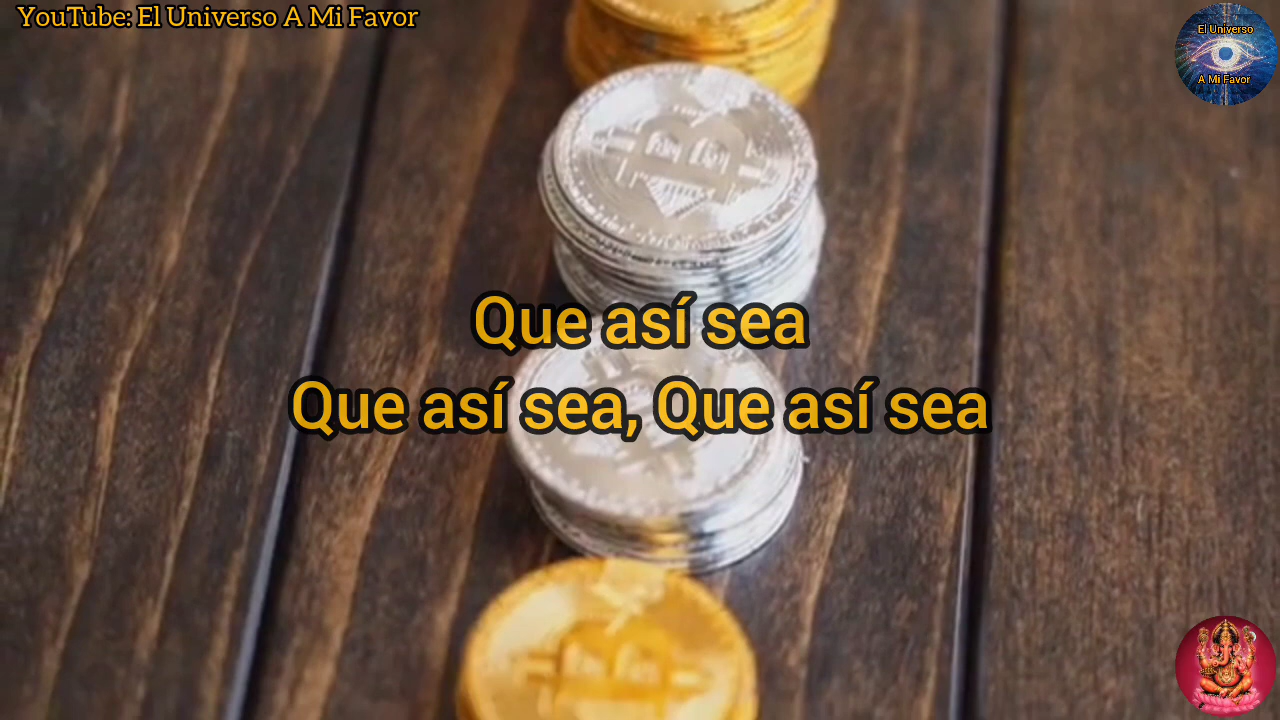 YouTube: El Universo A Mi Favor
El Universo
A Mi Favor
Que así sea
Que así sea, Que así sea